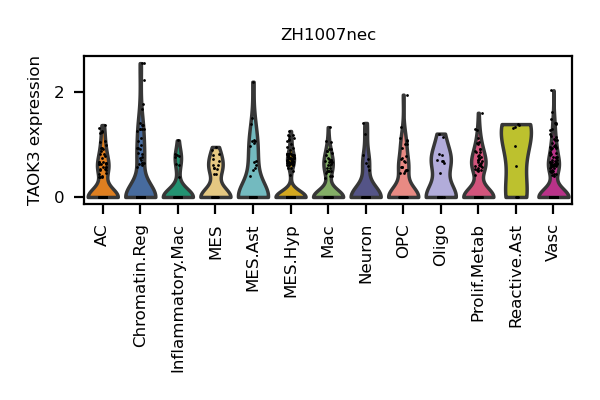 ZH1007nec
TAOK3 expression
2
0
AC
Chromatin.Reg
Inflammatory.Mac
MES
MES.Ast
MES.Hyp
Mac
Neuron
OPC
Oligo
Prolif.Metab
Reactive.Ast
Vasc